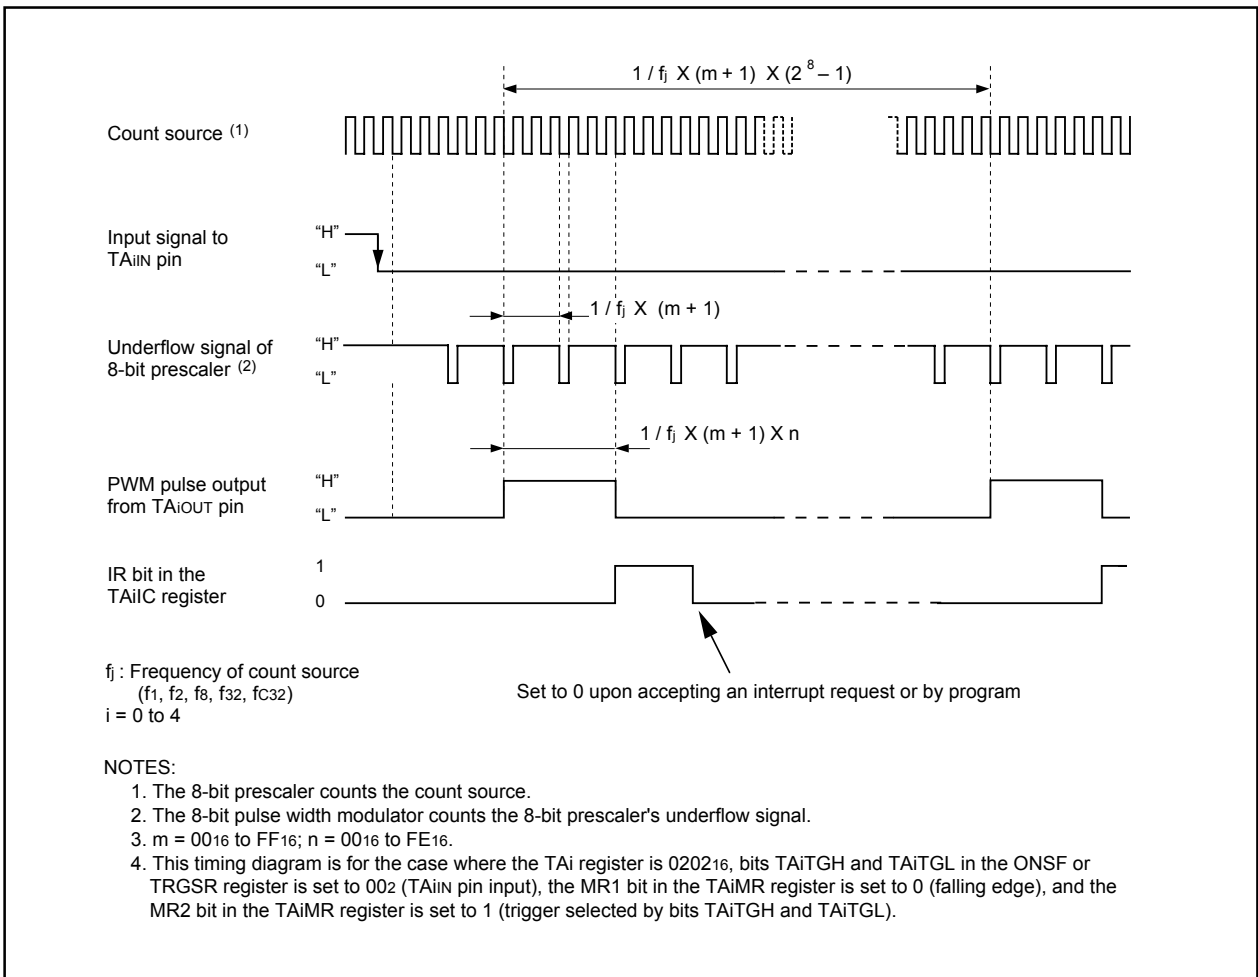 1 / fj X (m + 1) X (2 8 – 1)
Count source (1)
Input signal to
TAiIN pin
“H”
“L”
1 / fj X (m + 1)
Underflow signal of
8-bit prescaler (2)
“H”
“L”
1 / fj X (m + 1) X n
PWM pulse output
from TAiOUT pin
“H”
“L”
IR bit in the
TAiIC register
1
0
fj : Frequency of count source
(f1, f2, f8, f32, fC32)
i = 0 to 4
Set to 0 upon accepting an interrupt request or by program
NOTES:
1. The 8-bit prescaler counts the count source.
2. The 8-bit pulse width modulator counts the 8-bit prescaler's underflow signal.
3. m = 0016 to FF16; n = 0016 to FE16.
4. This timing diagram is for the case where the TAi register is 020216, bits TAiTGH and TAiTGL in the ONSF or
TRGSR register is set to 002 (TAiIN pin input), the MR1 bit in the TAiMR register is set to 0 (falling edge), and the
MR2 bit in the TAiMR register is set to 1 (trigger selected by bits TAiTGH and TAiTGL).